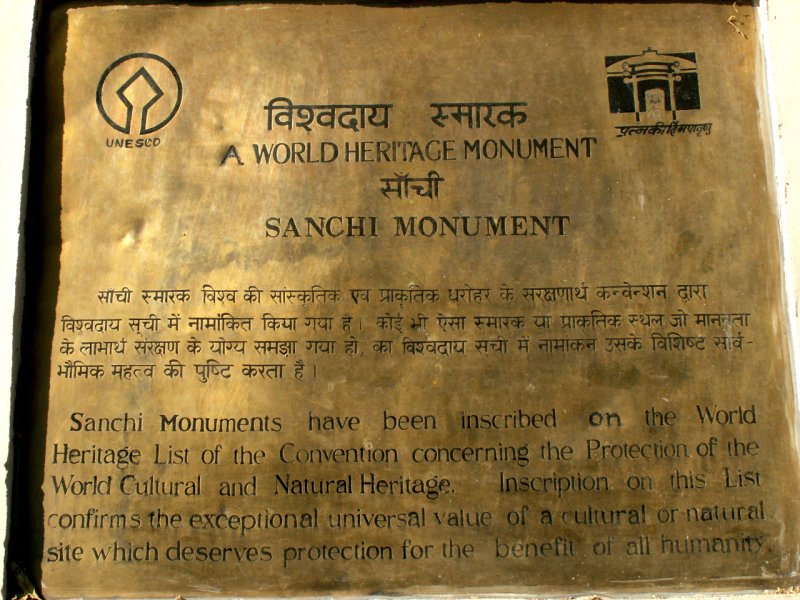 UNESCO
प्रत्नकीर्तिमपावृणु
विश्वदाय स्मारक
A WORLD HERITAGE MONUMENT
साँची
SANCHI MONUMENT
साँची स्मारक विश्व की सांस्कृतिक एव प्राकृतिक धरोहर के संरक्षणार्थ कन्वेन्शन द्वारा
विश्वदाय सूची में नामांकित किया गया है। कोई भी ऐसा स्मारक या प्राकृतिक स्थल जो मानवता
के लाभार्थ संरक्षण के योग्य समझा गया हो, का विश्वदाय सूची में नामांकन उसके विशिष्ट सार्व-
भौमिक महत्व की पुष्टि करता है।
Sanchi Monuments have been inscribed on the World
Heritage List of the Convention concerning the Protection of the
World Cultural and Natural Heritage. Inscription on this List
confirms the exceptional universal value of a cultural or natural
site which deserves protection for the benefit of all humanity.